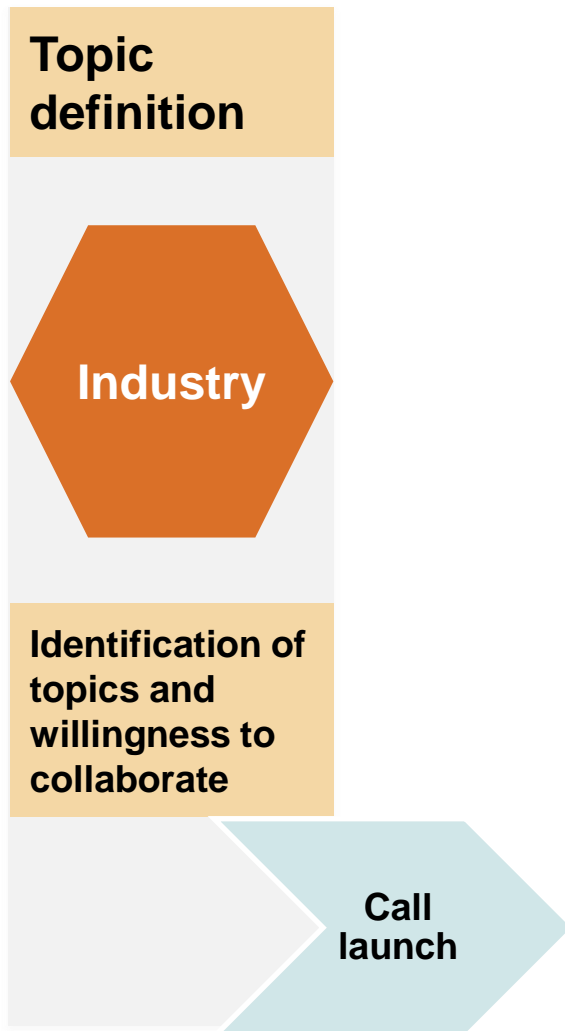 Topic
definition
Industry
Identification of
topics and
willingness to
collaborate
Call
launch